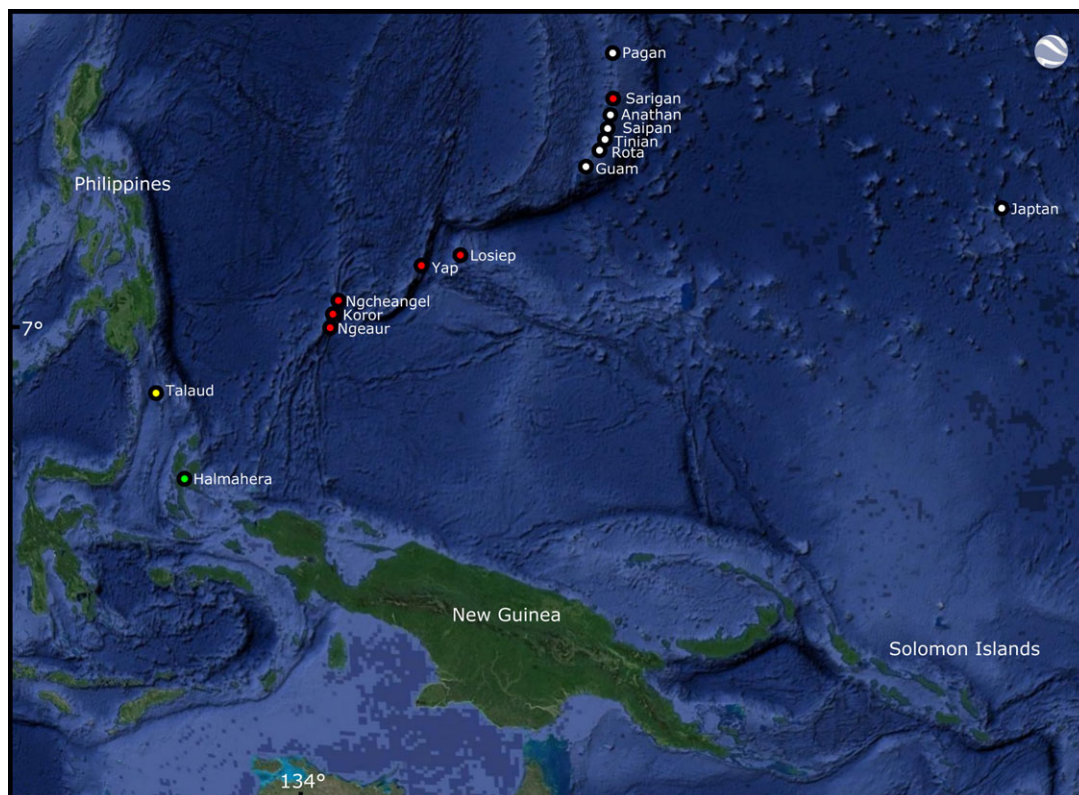 Pagan
Sarigan
Anathan
Saipan
Tinian
Rota
Guam
Philippines
Japtan
Losiep
Yap
Ngcheangel
Koror
7°
Ngeaur
Talaud
Halmahera
New Guinea
Solomon Islands
134°